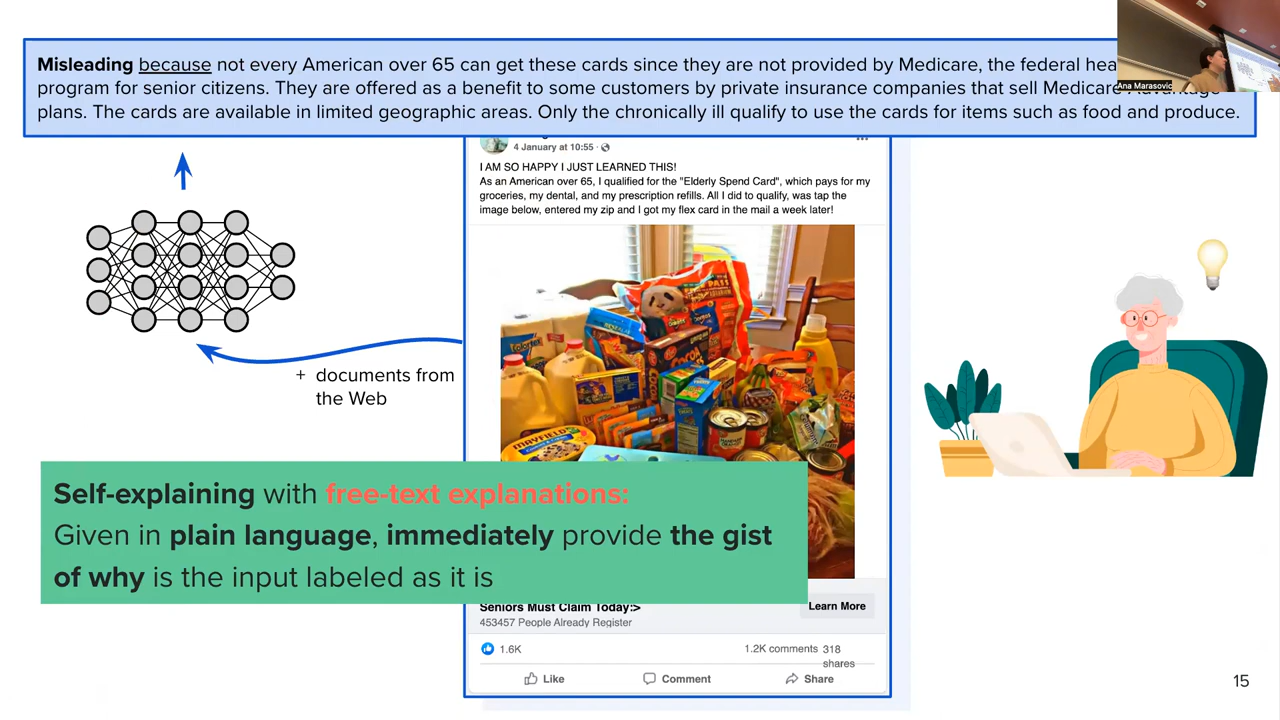 Misleading because not every American over 65 can get these cards since they are not provided by Medicare, the federal hea
program for senior citizens. They are offered as a benefit to some customers by private insurance companies that sell Medicare Advantage
plans. The cards are available in limited geographic areas. Only the chronically ill qualify to use the cards for items such as food and produce.
Ana Marasovic
4 January at 10:55 ·
I AM SO HAPPY I JUST LEARNED THIS!
As an American over 65, I qualified for the "Elderly Spend Card", which pays for my
groceries, my dental, and my prescription refills. All I did to qualify, was tap the
image below, entered my zip and I got my flex card in the mail a week later!
PASS
MAYFIELD
+ documents from
the Web
Self-explaining with free-text explanations:
Given in plain language, immediately provide the gist
of why is the input labeled as it is
Seniors Must Claim Today:>
Learn More
453457 People Already Register
1.6K
1.2K comments 318
shares
Like
Comment
Share
15